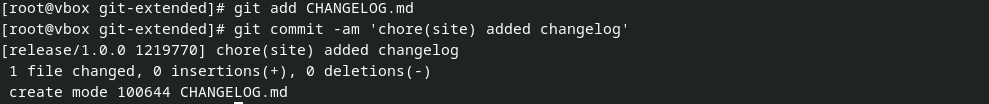 [root@vbox git-extended]# git add CHANGELOG.md
[root@vbox git-extended]# git commit -am 'chore(site) added changelog'
[release/1.0.0 1219770] chore(site) added changelog
 1 file changed, 0 insertions(+), 0 deletions(-)
 create mode 100644 CHANGELOG.md